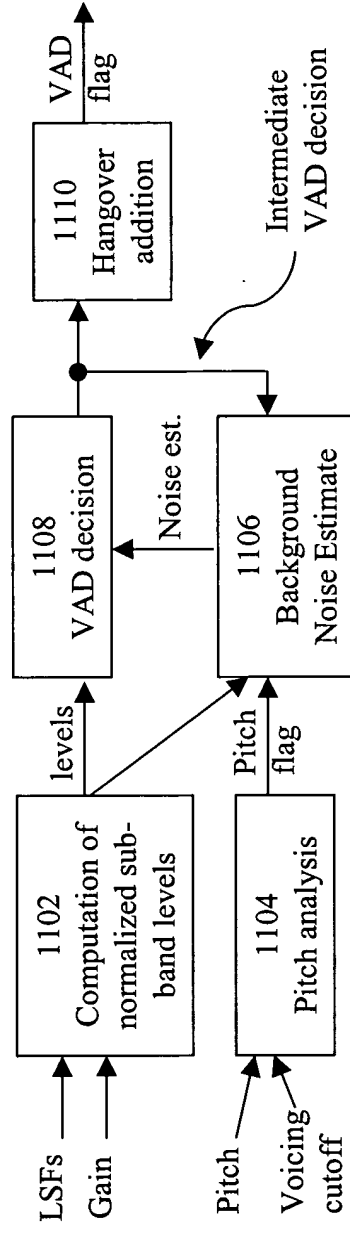 LSFs
Gain
1102
Computation of
normalized sub-
band levels
levels
1108
VAD decision
1110
Hangover
addition
VAD
flag
Noise est.
Intermediate
VAD decision
Pitch
Voicing
cutoff
1104
Pitch analysis
Pitch
flag
1106
Background
Noise Estimate